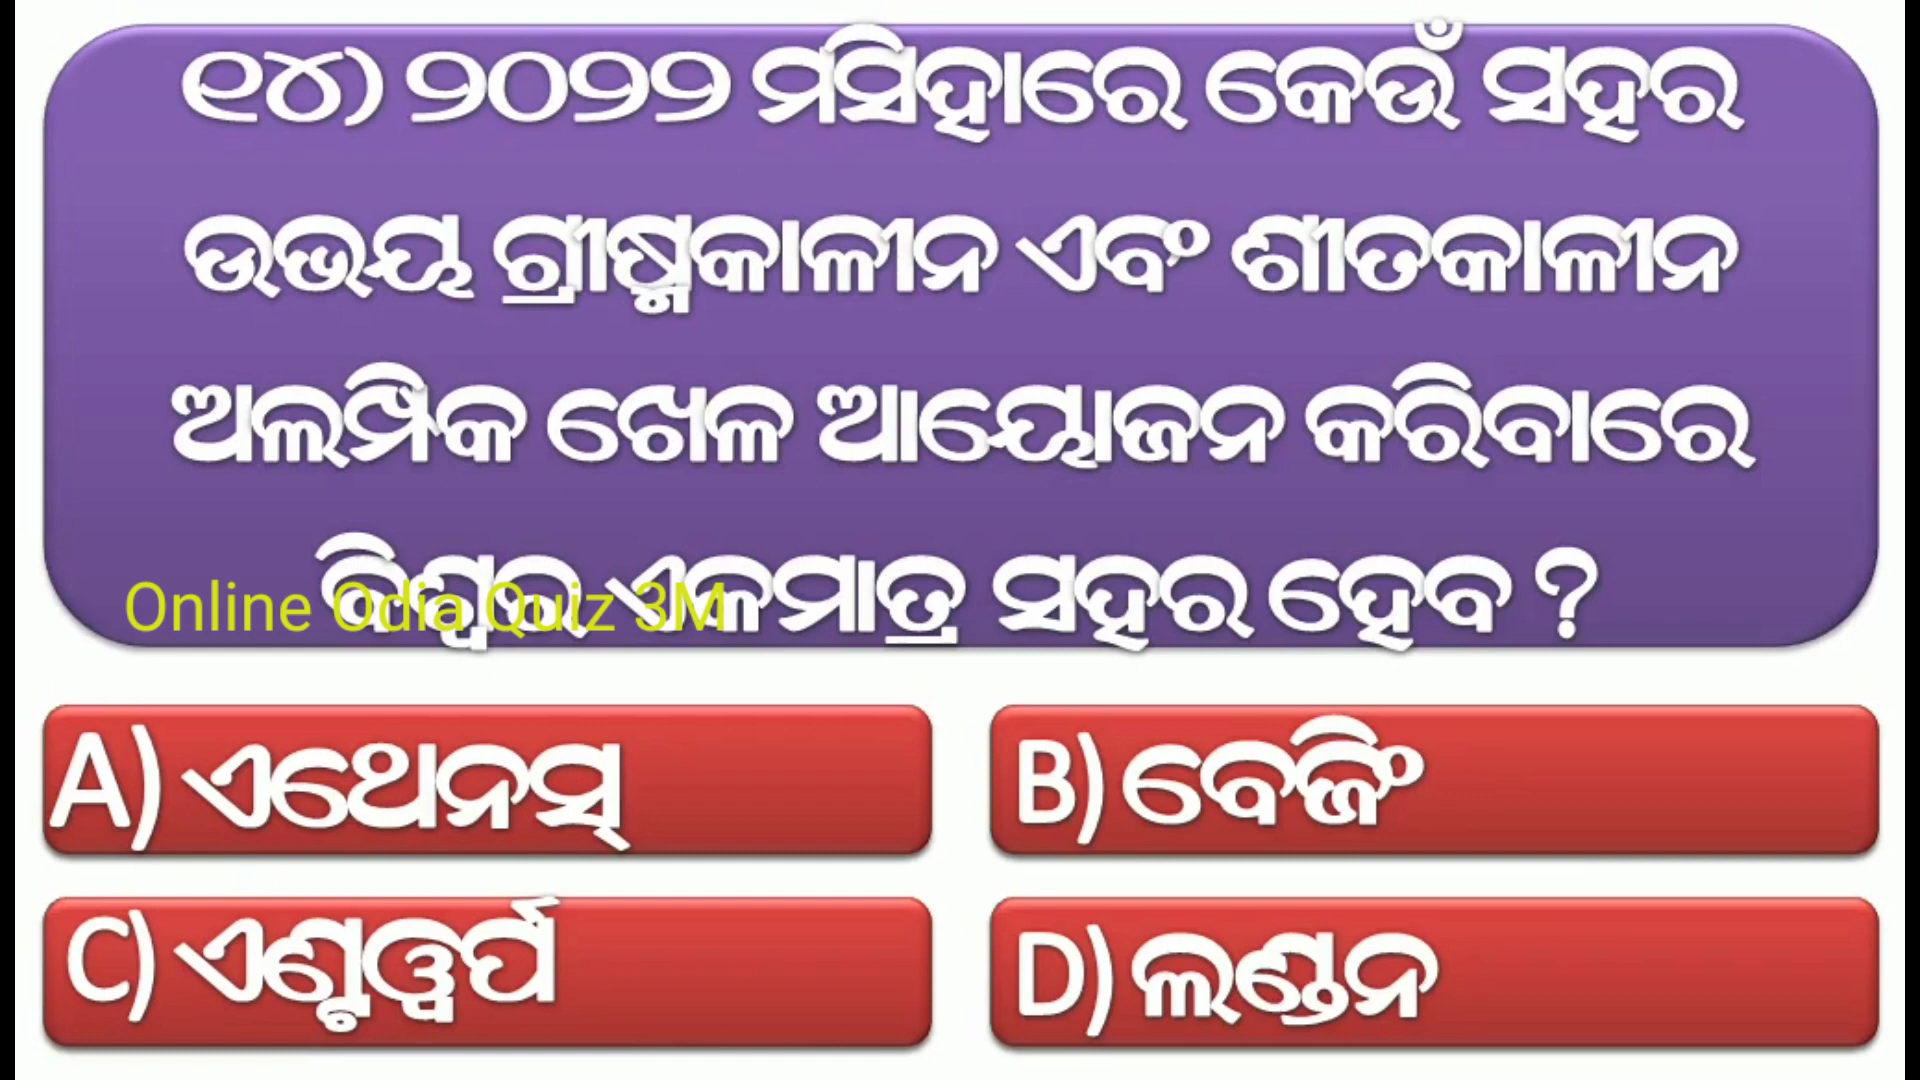 ୧୪) ୨୦୨୨ ମସିହାରେ କେଉଁ ସହର
ଉଭୟ ଗ୍ରୀଷ୍ମକାଳୀନ ଏବଂ ଶୀତକାଳୀନ
ଅଲମ୍ପିକ ଖେଳ ଆୟୋଜନ କରିବାରେ
ବିଶ୍ୱର ଏକମାତ୍ର ସହର ହେବ ?
Online Odia Quiz 3M
A) ଏଥେନସ୍
B) ବେଜିଂ
C) ଏଣ୍ଟୱର୍ପ
D) ଲଣ୍ଡନ